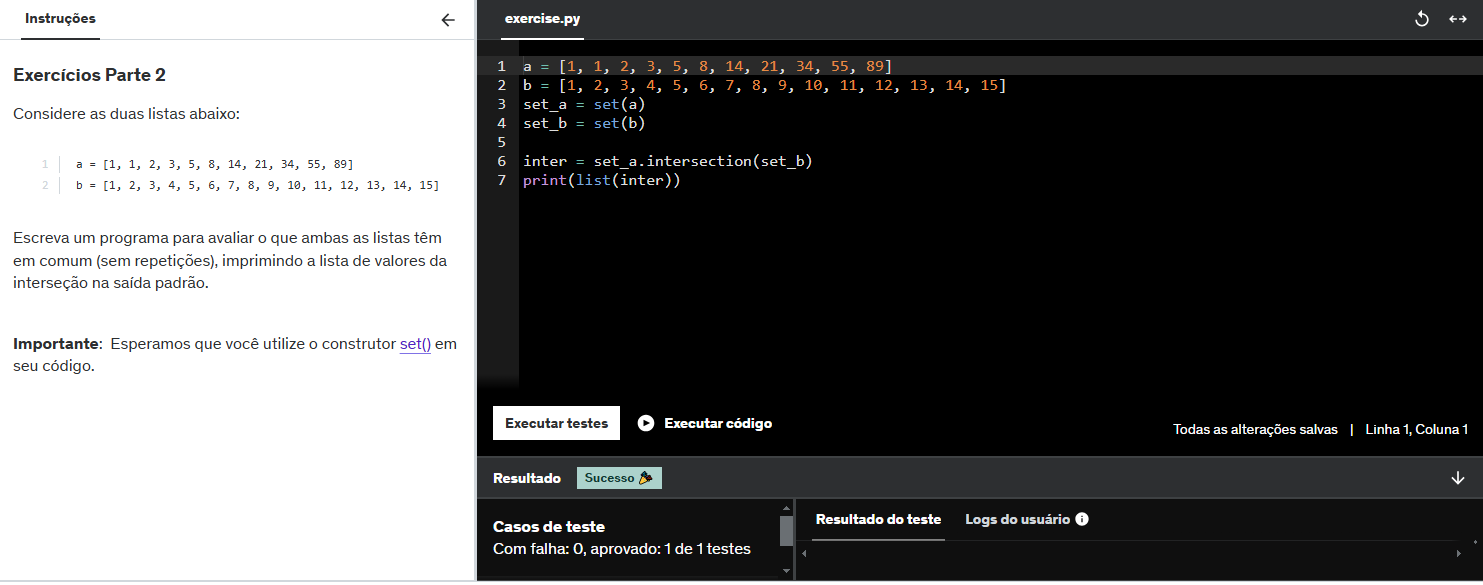 Instruções
Exercícios Parte 2
Considere as duas listas abaixo:
1 a = [1, 1, 2, 3, 5, 8, 14, 21, 34, 55, 89]
2 b = [1, 2, 3, 4, 5, 6, 7, 8, 9, 10, 11, 12, 13, 14, 15]
Escreva um programa para avaliar o que ambas as listas têm
em comum (sem repetições), imprimindo a lista de valores da
interseção na saída padrão.
Importante: Esperamos que você utilize o construtor set() em
seu código.
exercise.py
1 a = [1, 1, 2, 3, 5, 8, 14, 21, 34, 55, 89]
2 b = [1, 2, 3, 4, 5, 6, 7, 8, 9, 10, 11, 12, 13, 14, 15]
3 set_a = set(a)
4 set_b = set(b)
5
6 inter = set_a.intersection(set_b)
7 print(list(inter))
Executar testes Executar código
Todas as alterações salvas | Linha 1, Coluna 1
Resultado Sucesso 🎉
Casos de teste
Com falha: 0, aprovado: 1 de 1 testes
Resultado do teste Logs do usuário